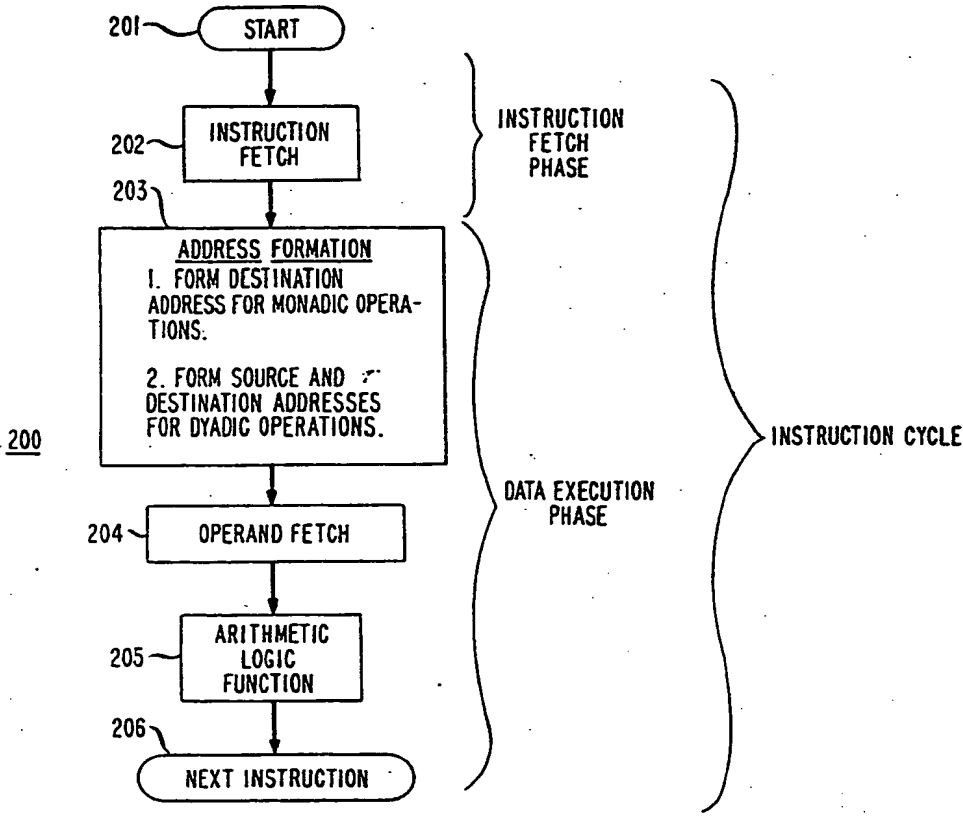 201
START
202
INSTRUCTION
FETCH
INSTRUCTION
FETCH
PHASE
203
ADDRESS FORMATION
1. FORM DESTINATION
ADDRESS FOR MONADIC OPERA-
TIONS.
2. FORM SOURCE AND
DESTINATION ADDRESSES
FOR DYADIC OPERATIONS.
200
INSTRUCTION CYCLE
DATA EXECUTION
PHASE
204
OPERAND FETCH
205
ARITHMETIC
LOGIC
FUNCTION
206
NEXT INSTRUCTION